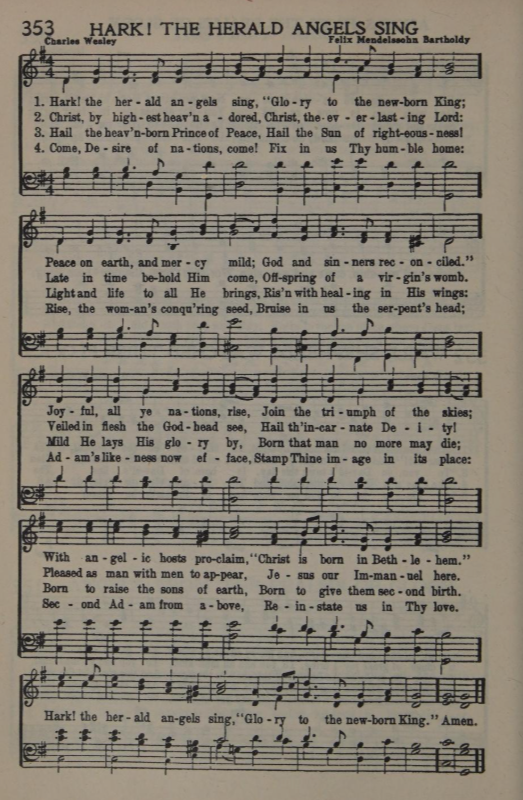 353 HARK! THE HERALD ANGELS SING
Charles Wesley Felix Mendelssohn Bartholdy
1. Hark! the her - ald an - gels sing, "Glo - ry to the new-born King;
2. Christ, by high - est heav'n a - dored, Christ, the ev - er - last - ing Lord:
3. Hail the heav'n-born Prince of Peace, Hail the Sun of right-eous-ness!
4. Come, De - sire of na - tions, come! Fix in us Thy hum-ble home:
Peace on earth, and mer - cy mild; God and sin - ners rec - on - ciled."
Late in time be-hold Him come, Off-spring of a vir - gin's womb.
Light and life to all He brings, Ris'n with heal - ing in His wings:
Rise, the wom-an's conqu'ring seed, Bruise in us the ser-pent's head;
Joy - ful, all ye na - tions, rise, Join the tri - umph of the skies;
Veiled in flesh the God-head see, Hail th'in-car - nate De - i - ty!
Mild He lays His glo - ry by, Born that man no more may die;
Ad - am's like - ness now ef - face, Stamp Thine im - age in its place:
With an - gel - ic hosts pro-claim, "Christ is born in Beth - le - hem."
Pleased as man with men to ap-pear, Je - sus our Im-man - uel here.
Born to raise the sons of earth, Born to give them sec - ond birth.
Sec - ond Ad - am from a - bove, Re - in - state us in Thy love.
Hark! the her - ald an-gels sing, "Glo - ry to the new-born King." Amen.